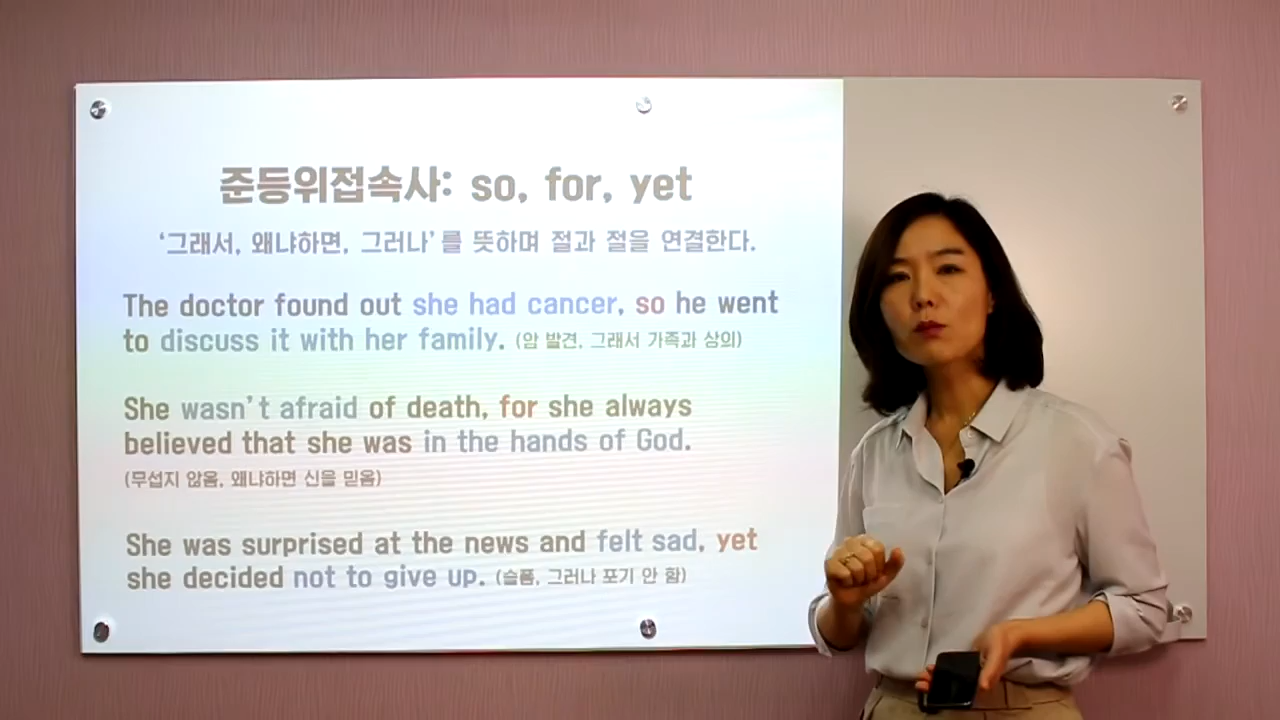 준등위접속사: so, for, yet
‘그래서, 왜냐하면, 그러나’를 뜻하며 절과 절을 연결한다.
The doctor found out she had cancer, so he went
to discuss it with her family. (암 발견, 그래서 가족과 상의)
She wasn’t afraid of death, for she always
believed that she was in the hands of God.
(무섭지 않음, 왜냐하면 신을 믿음)
She was surprised at the news and felt sad, yet
she decided not to give up. (슬픔, 그러나 포기 안 함)